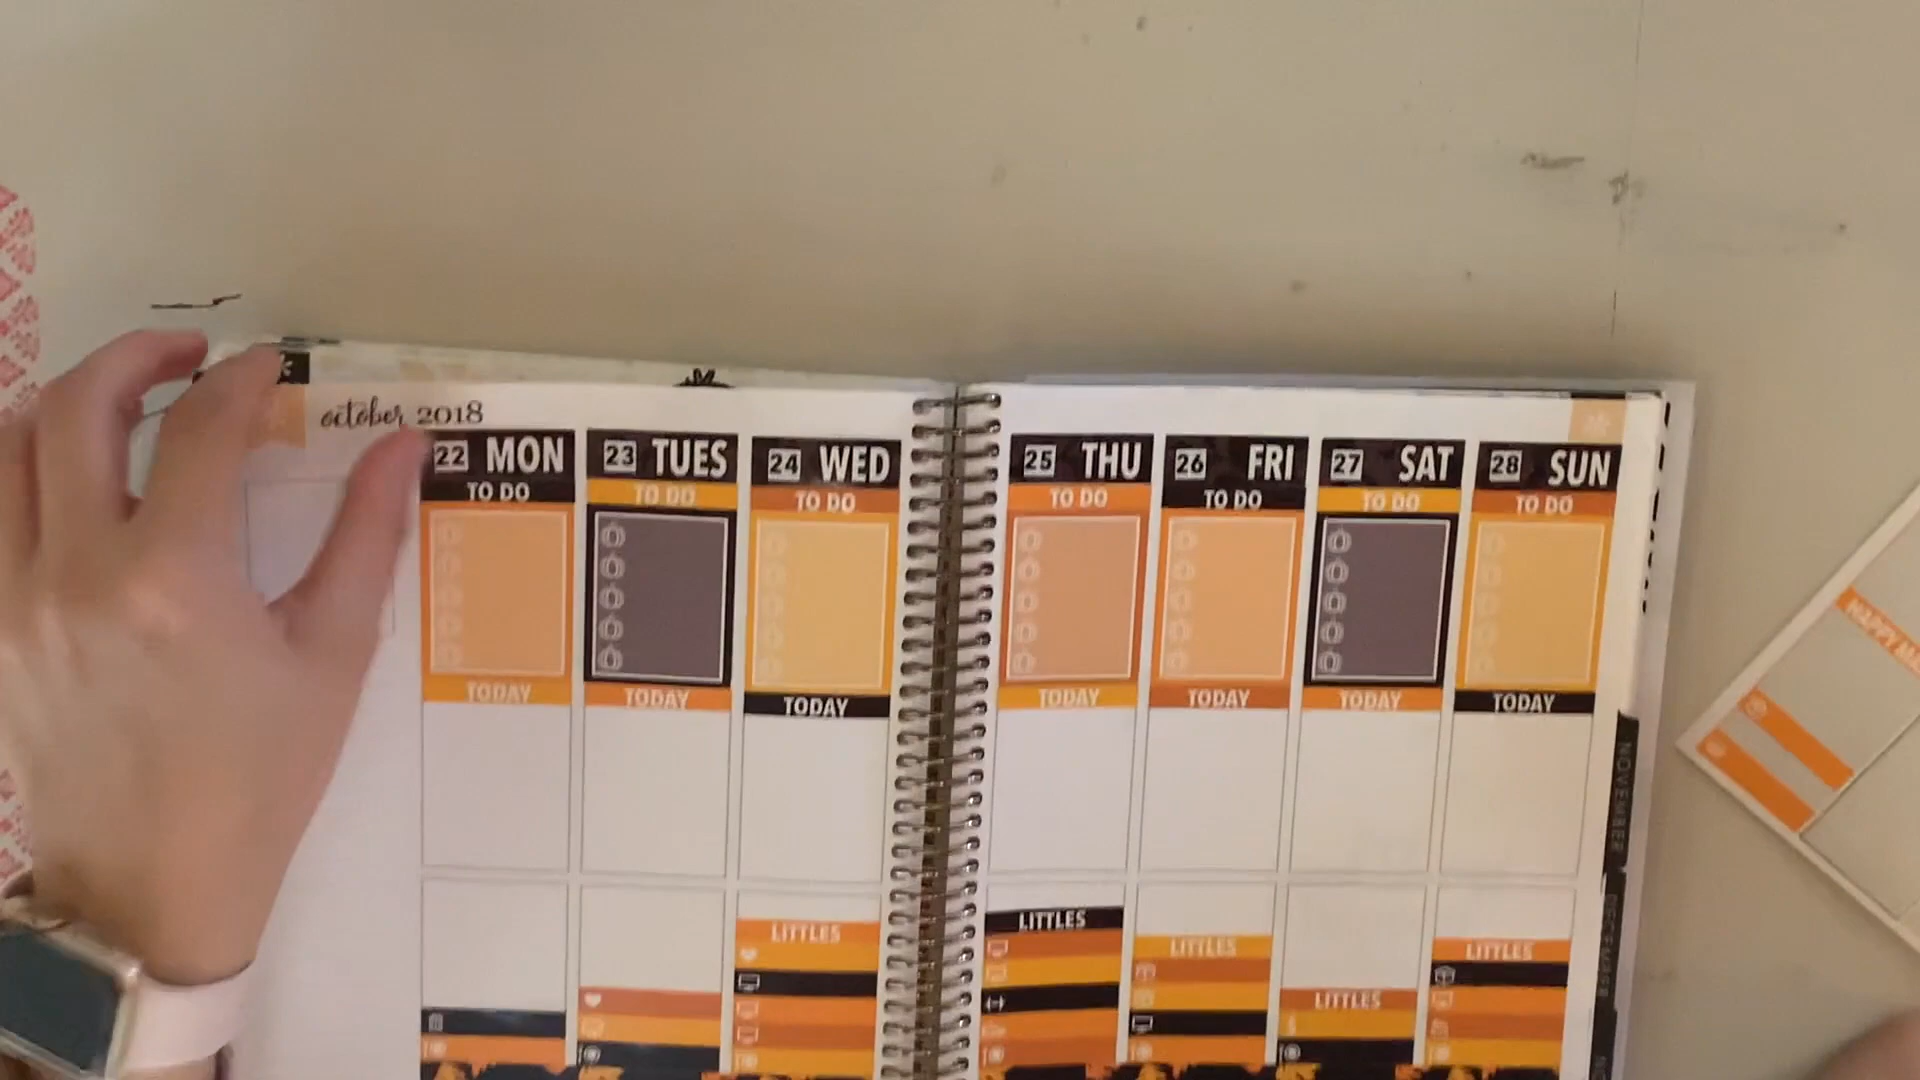 october 2018
22 MON
23 TUES
24 WED
25 THU
26 FRI
27 SAT
28 SUN
TO DO
TO DO
TO DO
TO DO
TO DO
TO DO
TO DO
TODAY
TODAY
TODAY
TODAY
TODAY
TODAY
TODAY
LITTLES
LITTLES
LITTLES
LITTLES
LITTLES
HAPPY
NOVEMBER
DECEMBER